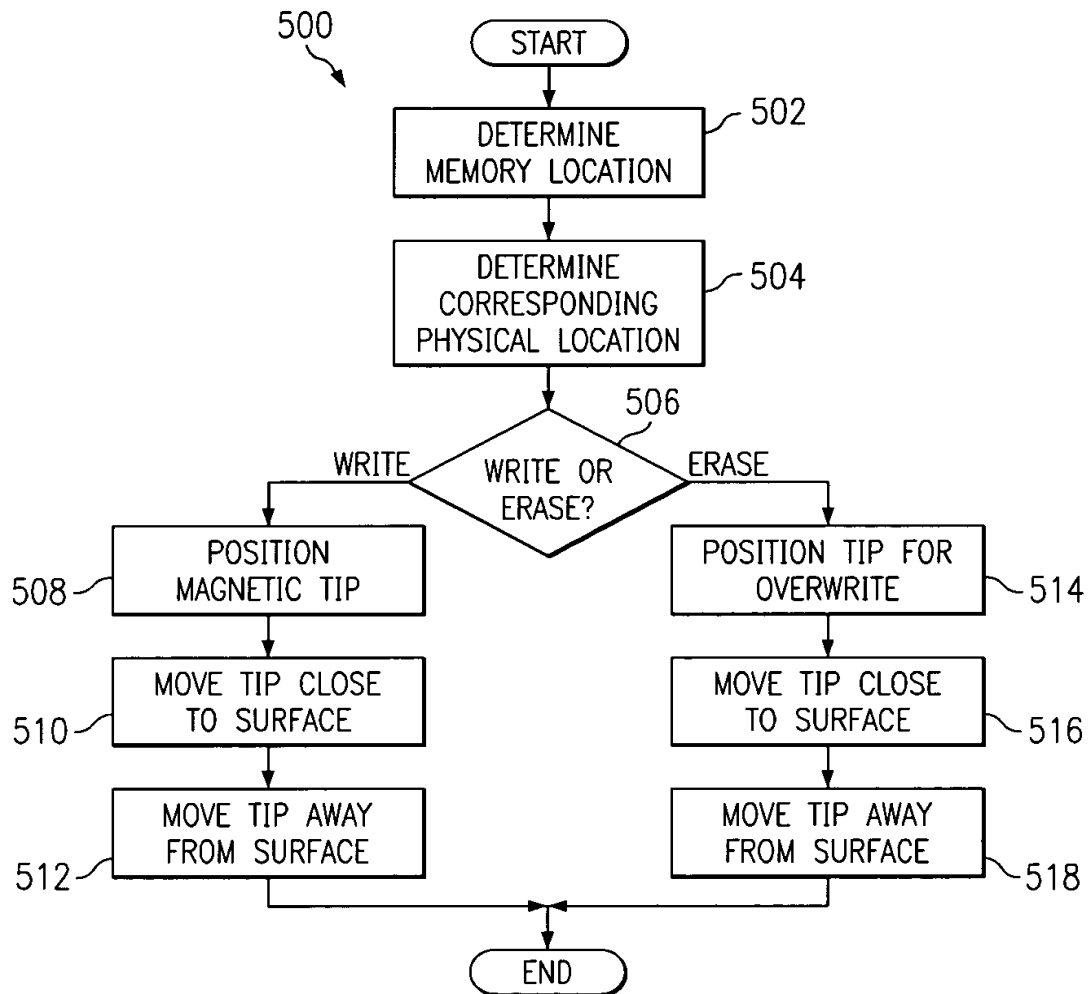 500
START
DETERMINE
MEMORY LOCATION
502
DETERMINE
CORRESPONDING
PHYSICAL LOCATION
504
506
WRITE
WRITE OR
ERASE?
ERASE
POSITION
MAGNETIC TIP
508
POSITION TIP FOR
OVERWRITE
514
MOVE TIP CLOSE
TO SURFACE
510
MOVE TIP CLOSE
TO SURFACE
516
MOVE TIP AWAY
FROM SURFACE
512
MOVE TIP AWAY
FROM SURFACE
518
END